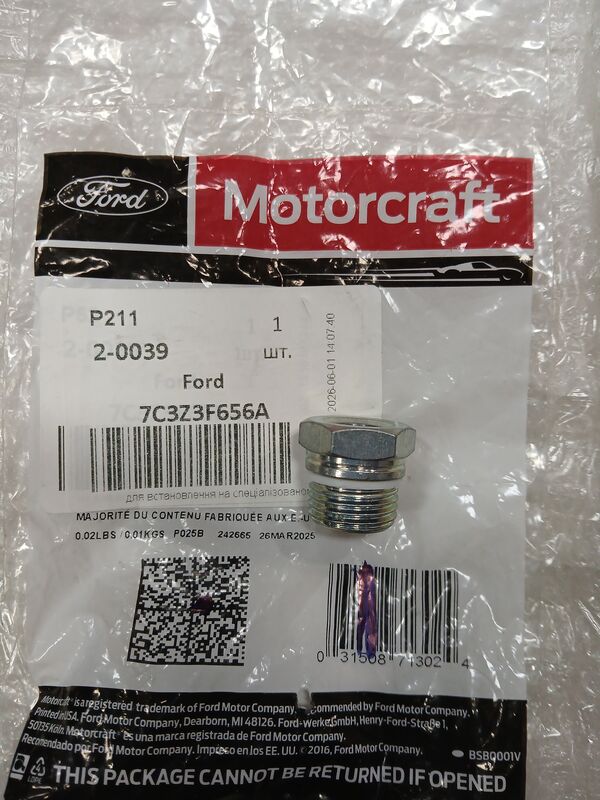 Ford
Motorcraft
P211
1
2-0039
шт.
Ford
7C3Z3F656A
2026-06-01 14:07:40
для встановлення на спеціалізован
MAJORITÉ DU CONTENU FABRIQUÉE AUX É.-U
0.02LBS / 0.01KGS P025B 242665 26MAR2025
0 31508 71302 4
Motorcraft® is a registered trademark of Ford Motor Company. Recommended by Ford Motor Company.
Printed in USA, Ford Motor Company, Dearborn, MI 48126. Ford-Werke GmbH, Henry-Ford-Straße 1,
50735 Köln. Motorcraft® es una marca registrada de Ford Motor Company.
Recomendado por Ford Motor Company. Impreso en los EE. UU. © 2016, Ford Motor Company.
BSB0001V
LDPE
THIS PACKAGE CANNOT BE RETURNED IF OPENED